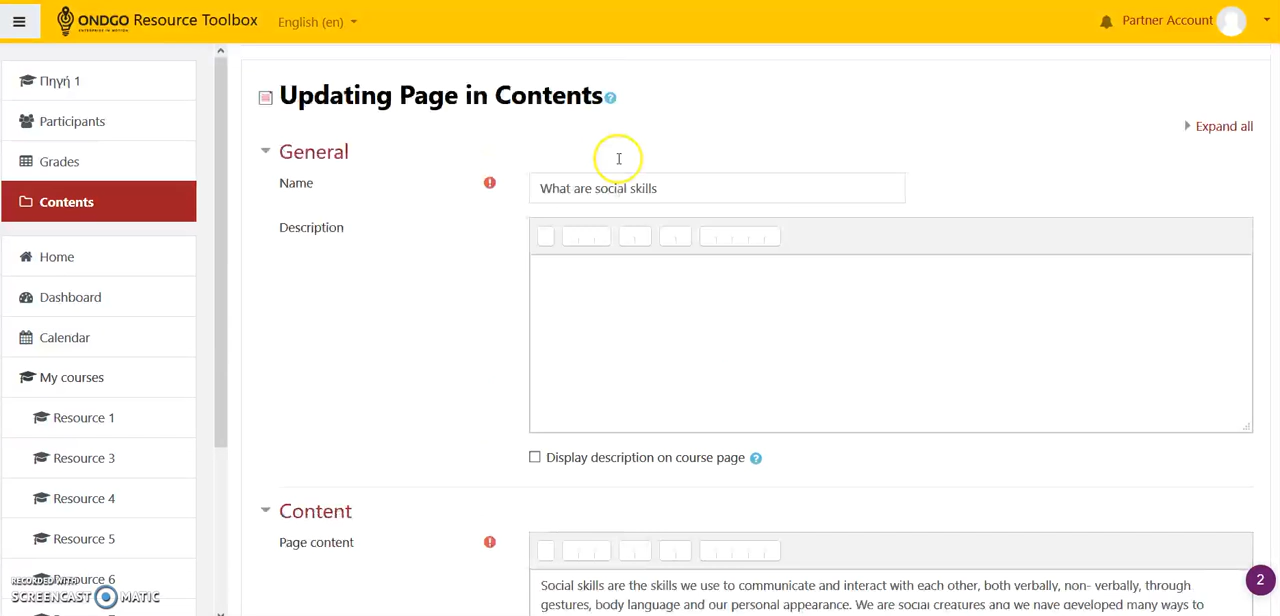 ONDGO Resource Toolbox
ENTERPRISE IN MOTION
English (en)
Partner Account
Πηγή 1
Participants
Grades
Contents
Home
Dashboard
Calendar
My courses
Resource 1
Resource 3
Resource 4
Resource 5
Resource 6
RECORDED WITH
SCREENCAST MATIC
Updating Page in Contents
Expand all
General
Name
What are social skills
Description
Display description on course page
Content
Page content
Social skills are the skills we use to communicate and interact with each other, both verbally, non- verbally, through
gestures, body language and our personal appearance. We are social creatures and we have developed many ways to
2